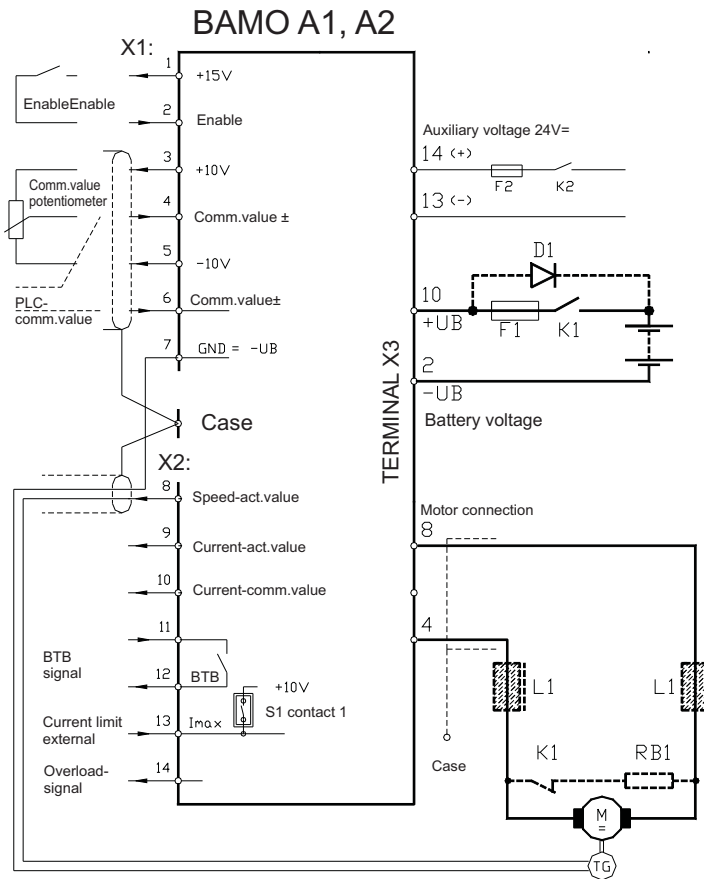 BAMO A1, A2
X1:
1
+15V
EnableEnable
2
Enable
3
+10V
Comm.value
potentiometer
4
Comm.value ±
5
-10V
PLC-
comm.value
6
Comm.value±
7
GND = -UB
Case
X2:
8
Speed-act.value
9
Current-act.value
10
Current-comm.value
11
BTB
signal
12
BTB
+10V
S1 contact 1
Current limit
external
13
Imax
Overload-
signal
14
TERMINAL X3
Auxiliary voltage 24V=
14 (+)
F2
K2
13 (-)
D1
10
+UB
F1
K1
2
-UB
Battery voltage
Motor connection
8
4
L1
L1
Case
K1
RB1
M
=
TG